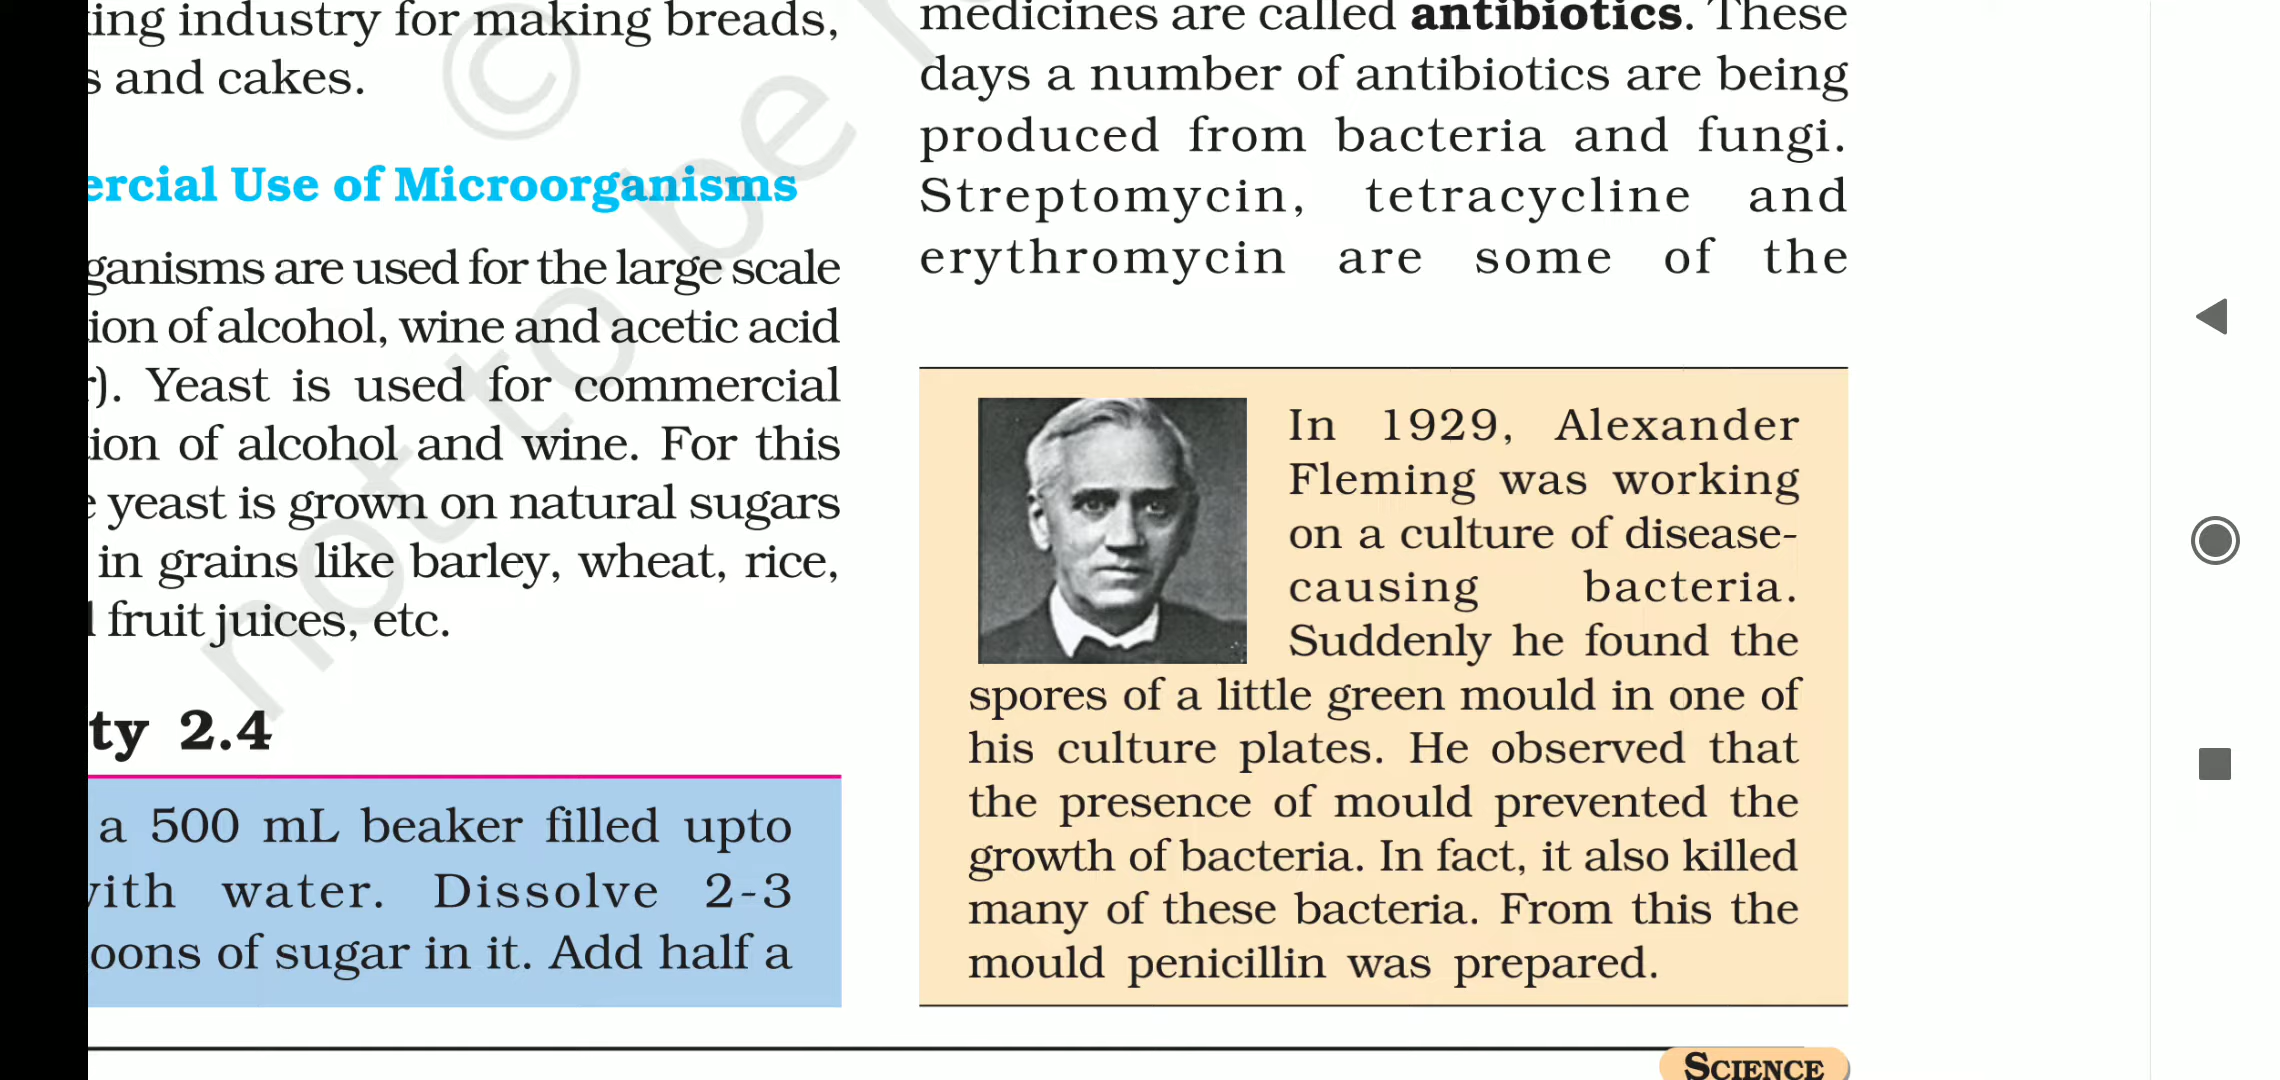 ing industry for making breads,
s and cakes.
ercial Use of Microorganisms
ganisms are used for the large scale
ion of alcohol, wine and acetic acid
r). Yeast is used for commercial
ion of alcohol and wine. For this
e yeast is grown on natural sugars
in grains like barley, wheat, rice,
fruit juices, etc.
ty 2.4
a 500 mL beaker filled upto
ith water. Dissolve 2-3
oons of sugar in it. Add half a
medicines are called antibiotics. These
days a number of antibiotics are being
produced from bacteria and fungi.
Streptomycin, tetracycline and
erythromycin are some of the
In 1929, Alexander
Fleming was working
on a culture of disease-
causing bacteria.
Suddenly he found the
spores of a little green mould in one of
his culture plates. He observed that
the presence of mould prevented the
growth of bacteria. In fact, it also killed
many of these bacteria. From this the
mould penicillin was prepared.
SCIENCE
© not to be r